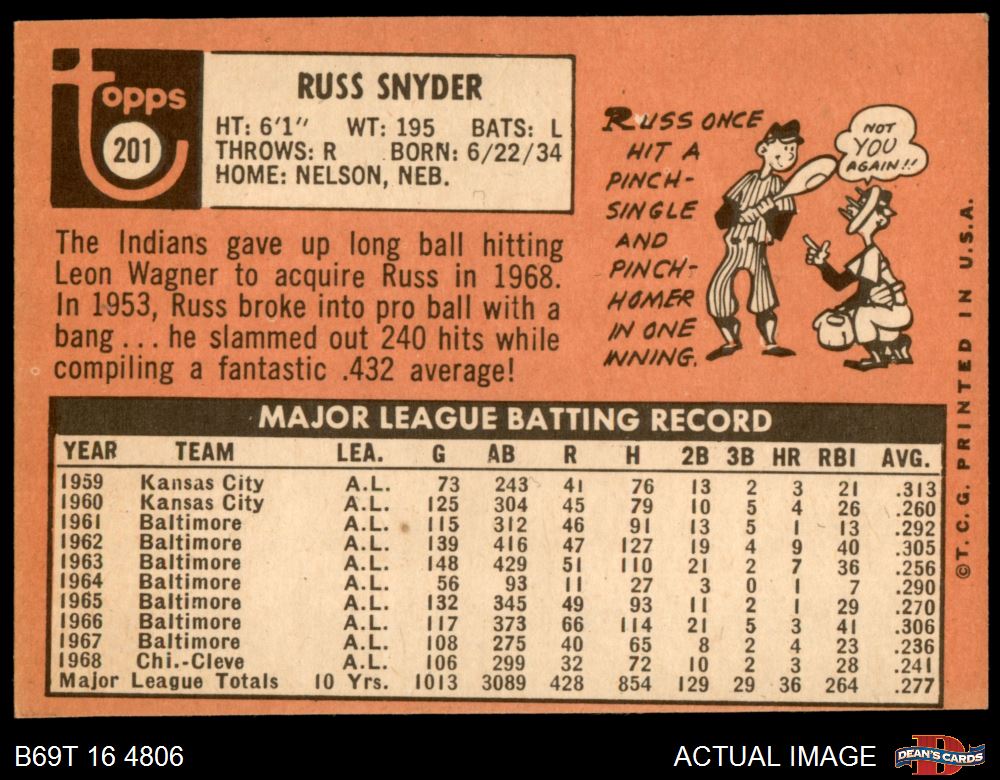 topps
201
RUSS SNYDER
HT: 6'1" WT: 195 BATS: L
THROWS: R BORN: 6/22/34
HOME: NELSON, NEB.
The Indians gave up long ball hitting
Leon Wagner to acquire Russ in 1968.
In 1953, Russ broke into pro ball with a
bang ... he slammed out 240 hits while
compiling a fantastic .432 average!
RUSS ONCE
HIT A
PINCH-
SINGLE
AND
PINCH-
HOMER
IN ONE
INNING.
NOT
YOU
AGAIN!!
©T.C.G. PRINTED IN U.S.A.
MAJOR LEAGUE BATTING RECORD
YEAR TEAM LEA. G AB R H 2B 3B HR RBI AVG.
1959 Kansas City A.L. 73 243 41 76 13 2 3 21 .313
1960 Kansas City A.L. 125 304 45 79 10 5 4 26 .260
1961 Baltimore A.L. 115 312 46 91 13 5 1 13 .292
1962 Baltimore A.L. 139 416 47 127 19 4 9 40 .305
1963 Baltimore A.L. 148 429 51 110 21 2 7 36 .256
1964 Baltimore A.L. 56 93 11 27 3 0 1 7 .290
1965 Baltimore A.L. 132 345 49 93 11 2 1 29 .270
1966 Baltimore A.L. 117 373 66 114 21 5 3 41 .306
1967 Baltimore A.L. 108 275 40 65 8 2 4 23 .236
1968 Chi.-Cleve A.L. 106 299 32 72 10 2 3 28 .241
Major League Totals 10 Yrs. 1013 3089 428 854 129 29 36 264 .277
B69T 16 4806
ACTUAL IMAGE
DEAN'S CARDS